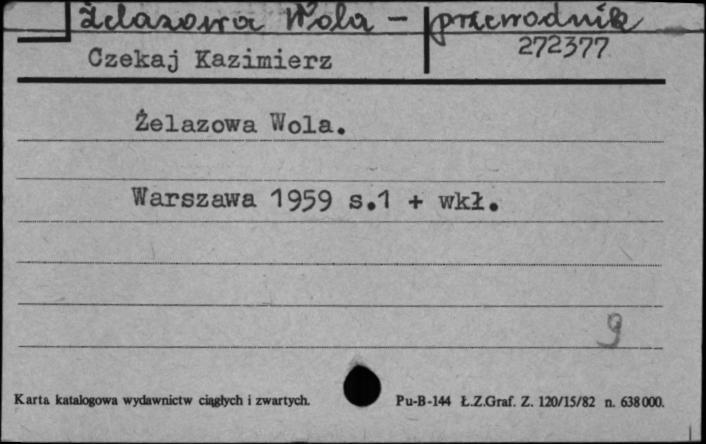 Żelazowa Wola - przewodnik
272377
Czekaj Kazimierz
Żelazowa Wola.
Warszawa 1959 s.1 + wkł.
9
Karta katalogowa wydawnictw ciągłych i zwartych.
Pu-B-144 Ł.Z.Graf. Z. 120/15/82 n. 638000.